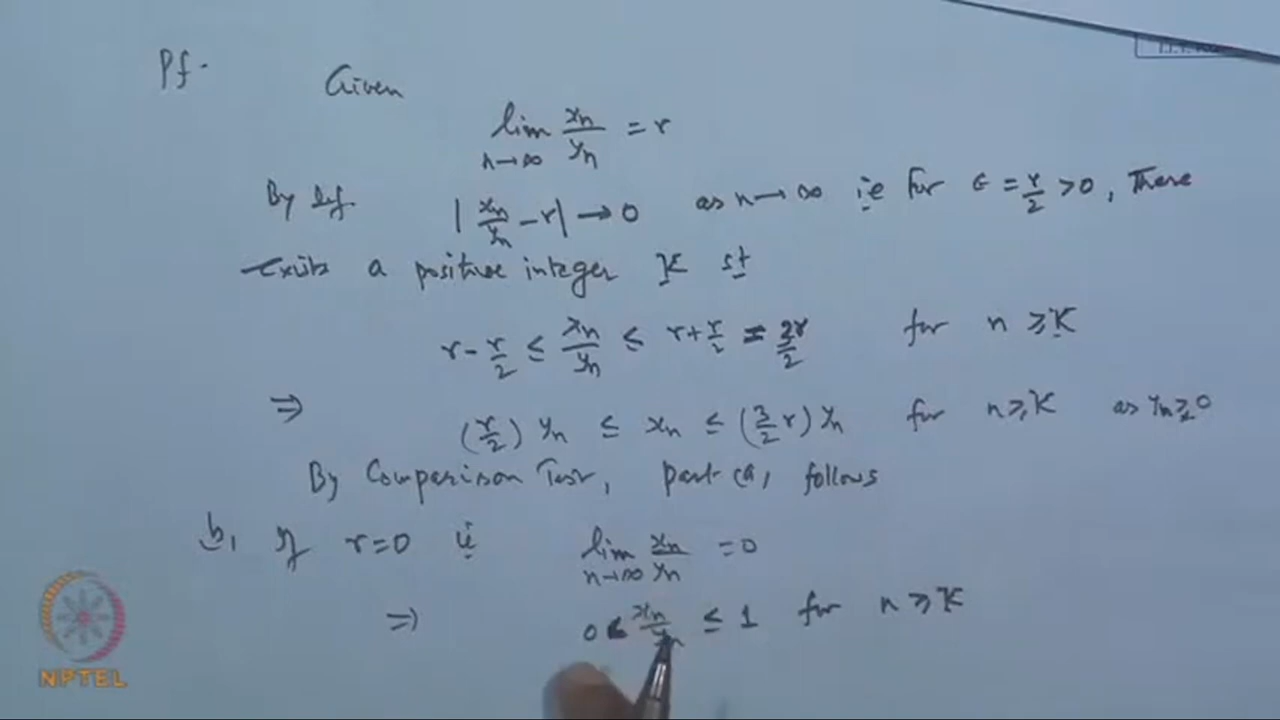 Pf. Given
lim n→∞ xn/yn = r
By def |xn/yn - r| → 0 as n → ∞ ie for ε = r/2 > 0, There
exists a positive integer K st
r - r/2 ≤ xn/yn ≤ r + r/2 = 3r/2 for n ≥ K
⇒ (r/2) yn ≤ xn ≤ (3/2 r) yn for n ≥ K as yn ≥ 0
By Comparison Test, part (a) follows
b, If r = 0 ie lim n→∞ xn/yn = 0
⇒ 0 < xn/yn ≤ 1 for n ≥ K
NPTEL